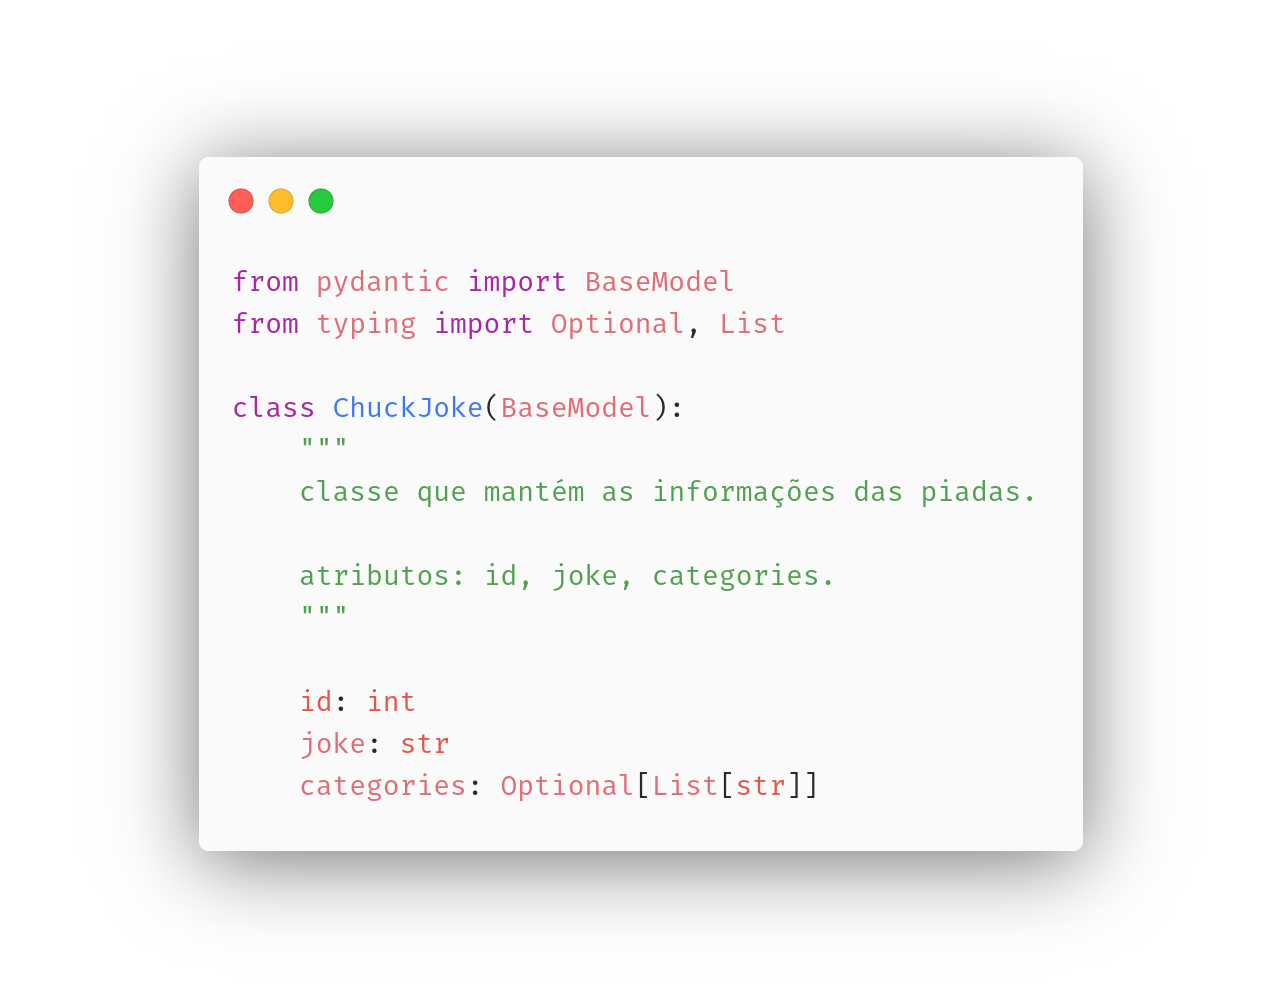 from pydantic import BaseModel
from typing import Optional, List
class ChuckJoke(BaseModel):
    """
    classe que mantém as informações das piadas.
    atributos: id, joke, categories.
    """
    id: int
    joke: str
    categories: Optional[List[str]]